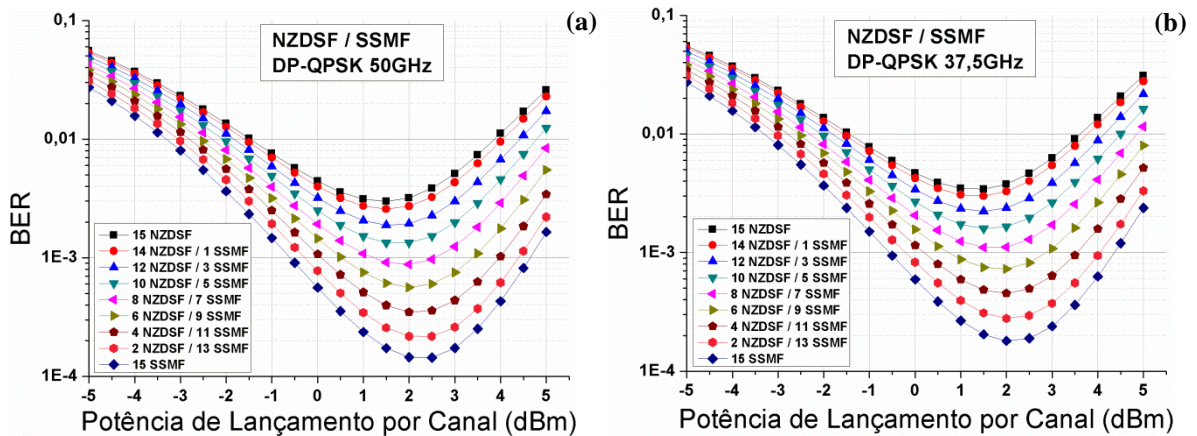 (a)
NZDSF / SSMF
DP-QPSK 50GHz
BER
0,1
0,01
1E-3
1E-4
15 NZDSF
14 NZDSF / 1 SSMF
12 NZDSF / 3 SSMF
10 NZDSF / 5 SSMF
8 NZDSF / 7 SSMF
6 NZDSF / 9 SSMF
4 NZDSF / 11 SSMF
2 NZDSF / 13 SSMF
15 SSMF
-5 -4 -3 -2 -1 0 1 2 3 4 5
Potência de Lançamento por Canal (dBm)
(b)
NZDSF / SSMF
DP-QPSK 37,5GHz
BER
0,1
0,01
1E-3
1E-4
15 NZDSF
14 NZDSF / 1 SSMF
12 NZDSF / 3 SSMF
10 NZDSF / 5 SSMF
8 NZDSF / 7 SSMF
6 NZDSF / 9 SSMF
4 NZDSF / 11 SSMF
2 NZDSF / 13 SSMF
15 SSMF
-5 -4 -3 -2 -1 0 1 2 3 4 5
Potência de Lançamento por Canal (dBm)